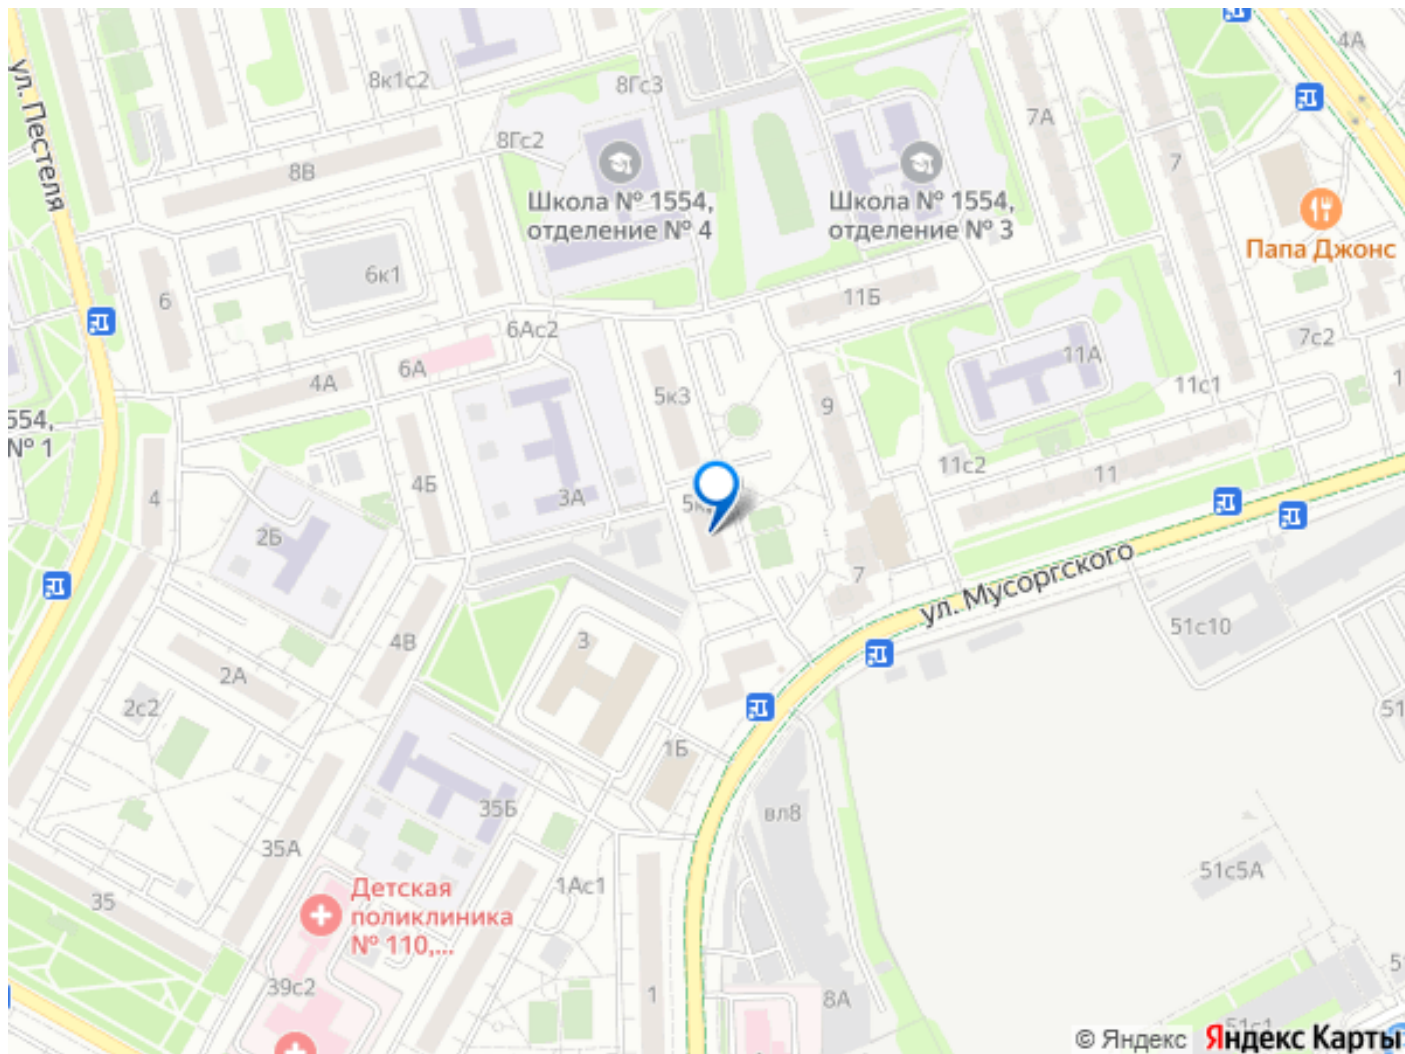 4А
ул. Пестеля
8к1с2
8Гс3
7А
8Гс2
7
8В
Школа № 1554,
отделение № 4
Школа № 1554,
отделение № 3
Папа Джонс
6к1
6
11Б
6Ас2
7с2
11А
6А
4А
5к3
11с1
9
554,
№ 1
11с2
11
4Б
4
3А
2Б
ул. Мусоргского
7
51с10
3
4В
2А
2с2
51
1Б
35Б
вл8
35А
51с5А
1Ас1
Детская
поликлиника
№ 110,...
35
39с2
1
8А
51с1
© Яндекс
Яндекс Карты